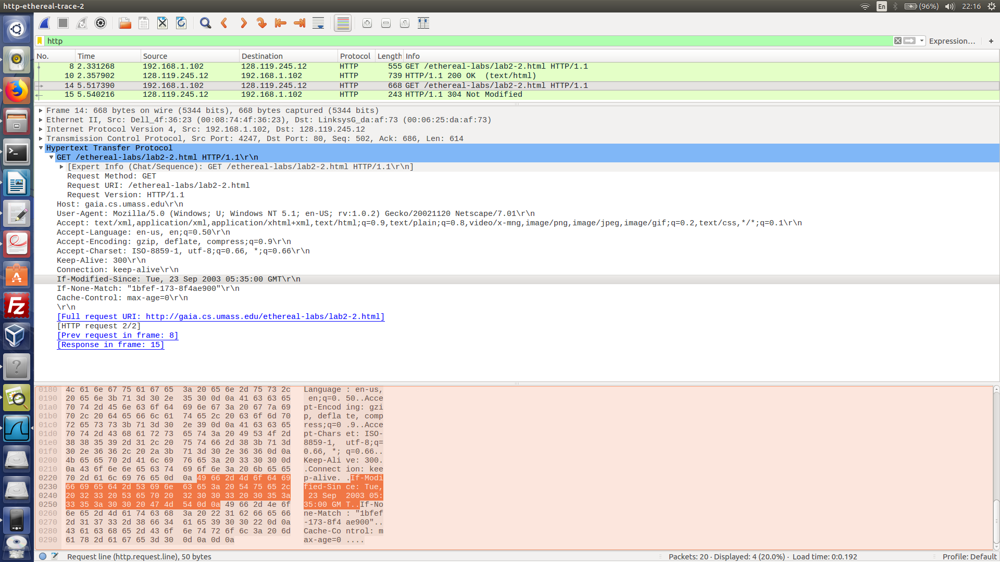 http-ethereal-trace-2
En (96%) 22:16
http Expression… +
No. Time Source Destination Protocol Length Info
8 2.331268 192.168.1.102 128.119.245.12 HTTP 555 GET /ethereal-labs/lab2-2.html HTTP/1.1
10 2.357902 128.119.245.12 192.168.1.102 HTTP 739 HTTP/1.1 200 OK  (text/html)
14 5.517390 192.168.1.102 128.119.245.12 HTTP 668 GET /ethereal-labs/lab2-2.html HTTP/1.1
15 5.540216 128.119.245.12 192.168.1.102 HTTP 243 HTTP/1.1 304 Not Modified
Frame 14: 668 bytes on wire (5344 bits), 668 bytes captured (5344 bits)
Ethernet II, Src: Dell_4f:36:23 (00:08:74:4f:36:23), Dst: LinksysG_da:af:73 (00:06:25:da:af:73)
Internet Protocol Version 4, Src: 192.168.1.102, Dst: 128.119.245.12
Transmission Control Protocol, Src Port: 4247, Dst Port: 80, Seq: 502, Ack: 686, Len: 614
Hypertext Transfer Protocol
GET /ethereal-labs/lab2-2.html HTTP/1.1\r\n
[Expert Info (Chat/Sequence): GET /ethereal-labs/lab2-2.html HTTP/1.1\r\n]
Request Method: GET
Request URI: /ethereal-labs/lab2-2.html
Request Version: HTTP/1.1
Host: gaia.cs.umass.edu\r\n
User-Agent: Mozilla/5.0 (Windows; U; Windows NT 5.1; en-US; rv:1.0.2) Gecko/20021120 Netscape/7.01\r\n
Accept: text/xml,application/xml,application/xhtml+xml,text/html;q=0.9,text/plain;q=0.8,video/x-mng,image/png,image/jpeg,image/gif;q=0.2,text/css,*/*;q=0.1\r\n
Accept-Language: en-us, en;q=0.50\r\n
Accept-Encoding: gzip, deflate, compress;q=0.9\r\n
Accept-Charset: ISO-8859-1, utf-8;q=0.66, *;q=0.66\r\n
Keep-Alive: 300\r\n
Connection: keep-alive\r\n
If-Modified-Since: Tue, 23 Sep 2003 05:35:00 GMT\r\n
If-None-Match: "1bfef-173-8f4ae900"\r\n
Cache-Control: max-age=0\r\n
\r\n
[Full request URI: http://gaia.cs.umass.edu/ethereal-labs/lab2-2.html]
[HTTP request 2/2]
[Prev request in frame: 8]
[Response in frame: 15]
0180 4c 61 6e 67 75 61 67 65  3a 20 65 6e 2d 75 73 2c Language : en-us,
0190 20 65 6e 3b 71 3d 30 2e  35 30 0d 0a 41 63 63 65  en;q=0. 50..Acce
01a0 70 74 2d 45 6e 63 6f 64  69 6e 67 3a 20 67 7a 69 pt-Encod ing: gzi
01b0 70 2c 20 64 65 66 6c 61  74 65 2c 20 63 6f 6d 70 p, defla te, comp
01c0 72 65 73 73 3b 71 3d 30  2e 39 0d 0a 41 63 63 65 ress;q=0 .9..Acce
01d0 70 74 2d 43 68 61 72 73  65 74 3a 20 49 53 4f 2d pt-Chars et: ISO-
01e0 38 38 35 39 2d 31 2c 20  75 74 66 2d 38 3b 71 3d 8859-1,  utf-8;q=
01f0 30 2e 36 36 2c 20 2a 3b  71 3d 30 2e 36 36 0d 0a 0.66, *; q=0.66..
0200 4b 65 65 70 2d 41 6c 69  76 65 3a 20 33 30 30 0d Keep-Ali ve: 300.
0210 0a 43 6f 6e 6e 65 63 74  69 6f 6e 3a 20 6b 65 65 .Connect ion: kee
0220 70 2d 61 6c 69 76 65 0d  0a 49 66 2d 4d 6f 64 69 p-alive. .If-Modi
0230 66 69 65 64 2d 53 69 6e  63 65 3a 20 54 75 65 2c fied-Sin ce: Tue,
0240 20 32 33 20 53 65 70 20  32 30 30 33 20 30 35 3a  23 Sep  2003 05:
0250 33 35 3a 30 30 20 47 4d  54 0d 0a 49 66 2d 4e 6f 35:00 GM T..If-No
0260 6e 65 2d 4d 61 74 63 68  3a 20 22 31 62 66 65 66 ne-Match : "1bfef
0270 2d 31 37 33 2d 38 66 34  61 65 39 30 30 22 0d 0a -173-8f4 ae900"..
0280 43 61 63 68 65 2d 43 6f  6e 74 72 6f 6c 3a 20 6d Cache-Co ntrol: m
0290 61 78 2d 61 67 65 3d 30  0d 0a 0d 0a ax-age=0 ....
Request line (http.request.line), 50 bytes Packets: 20 · Displayed: 4 (20.0%) · Load time: 0:0.192 Profile: Default